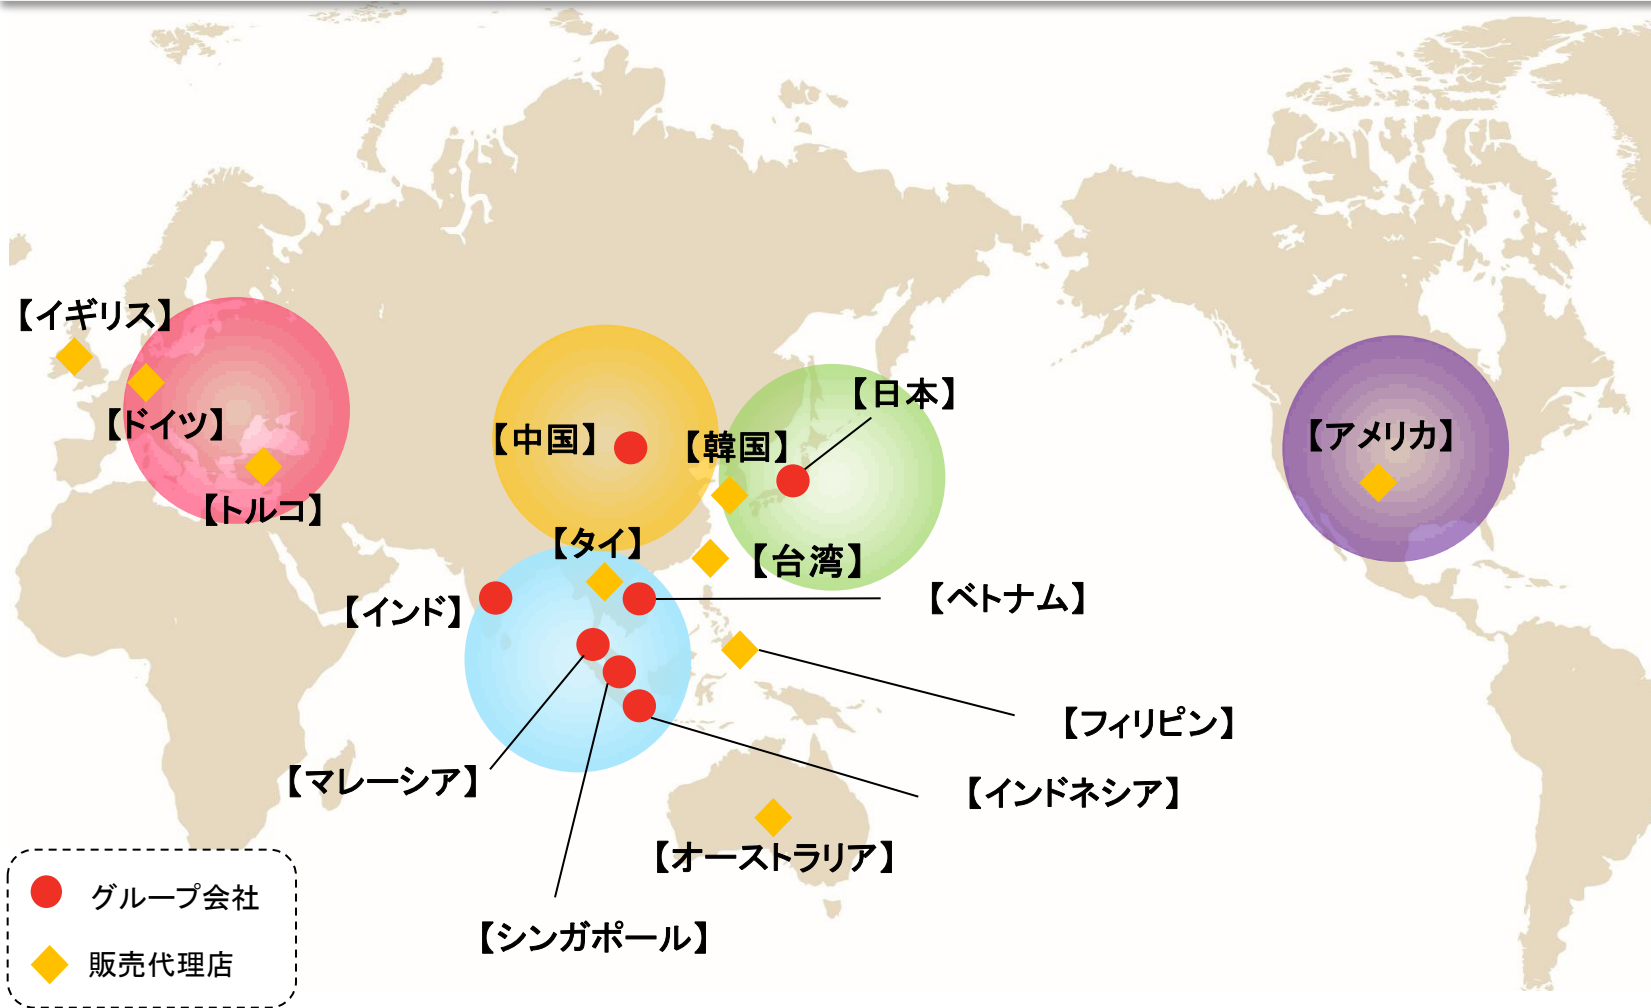 【イギリス】
【ドイツ】
【トルコ】
【中国】
【韓国】
【日本】
【アメリカ】
【タイ】
【台湾】
【インド】
【ベトナム】
【フィリピン】
【マレーシア】
【インドネシア】
【オーストラリア】
【シンガポール】
グループ会社
販売代理店